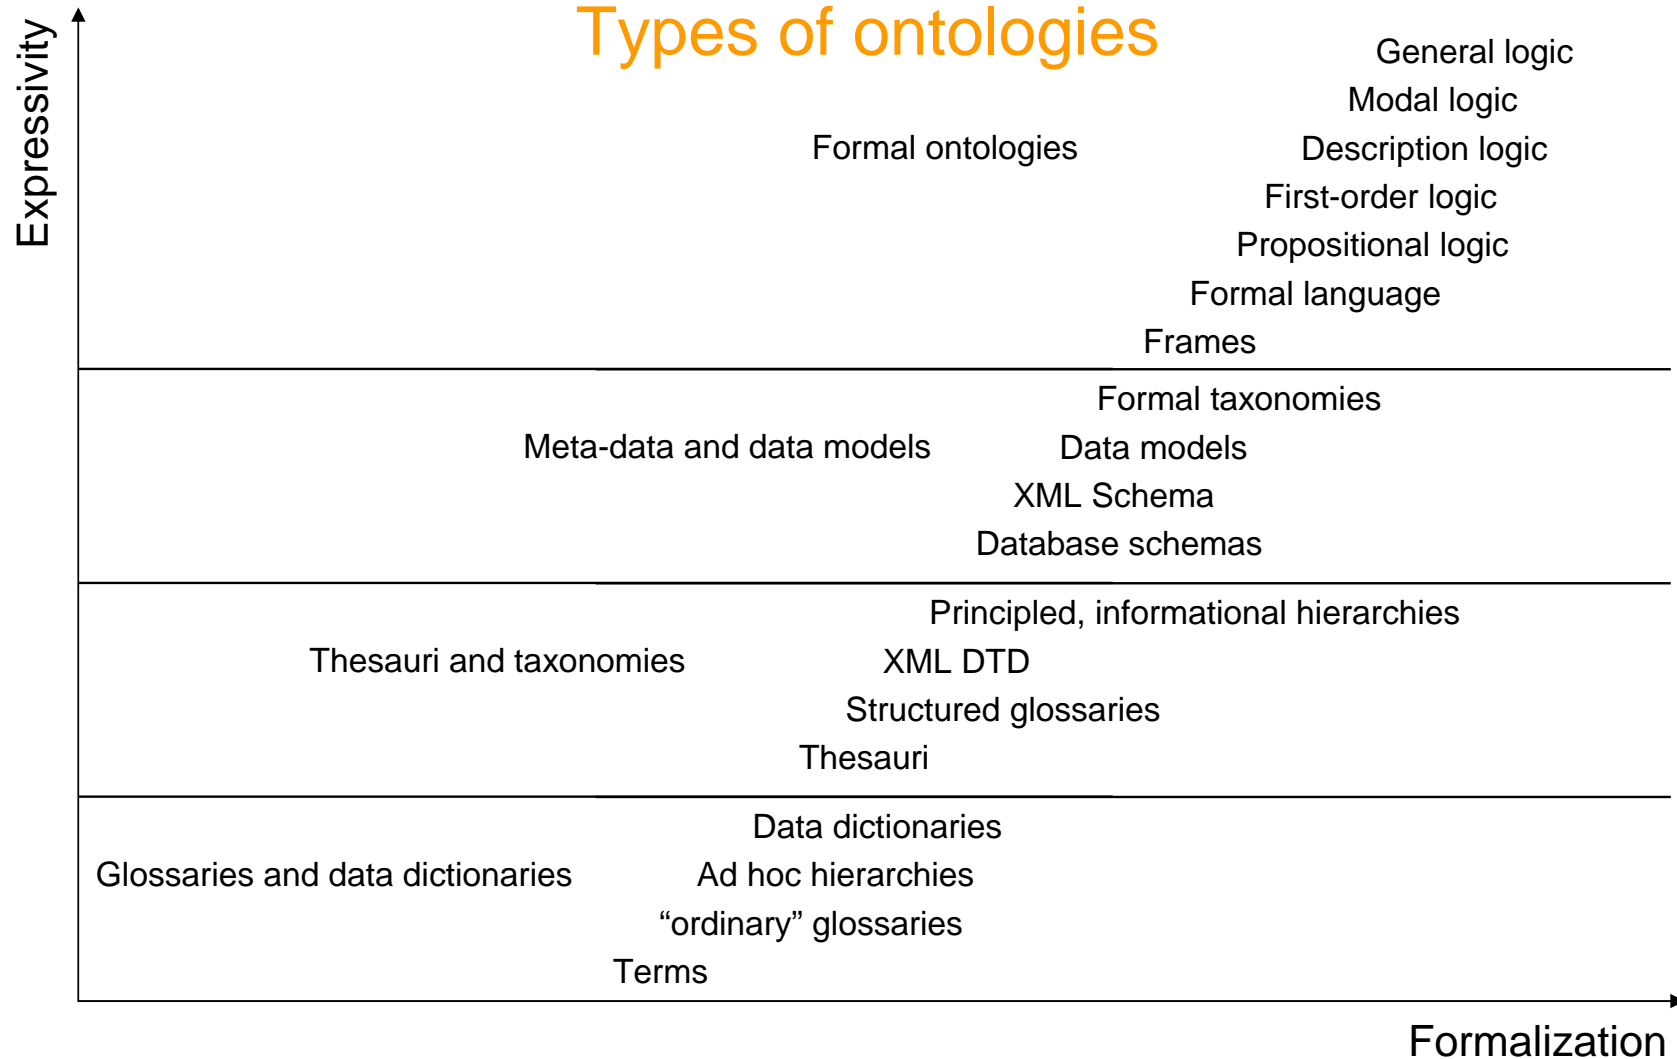 Types of ontologies
Expressivity
General logic
Modal logic
Formal ontologies
Description logic
First-order logic
Propositional logic
Formal language
Frames
Formal taxonomies
Meta-data and data models
Data models
XML Schema
Database schemas
Principled, informational hierarchies
Thesauri and taxonomies
XML DTD
Structured glossaries
Thesauri
Data dictionaries
Glossaries and data dictionaries
Ad hoc hierarchies
“ordinary” glossaries
Terms
Formalization